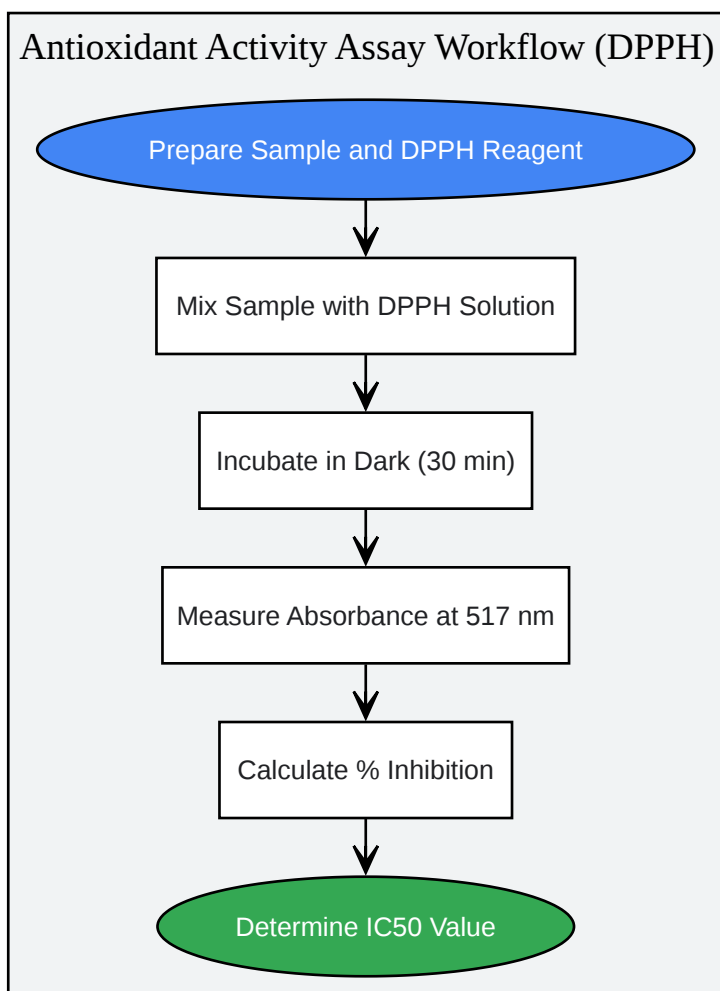 Antioxidant Activity Assay Workflow (DPPH)
Prepare Sample and DPPH Reagent
Mix Sample with DPPH Solution
Incubate in Dark (30 min)
Measure Absorbance at 517 nm
Calculate % Inhibition
Determine IC50 Value